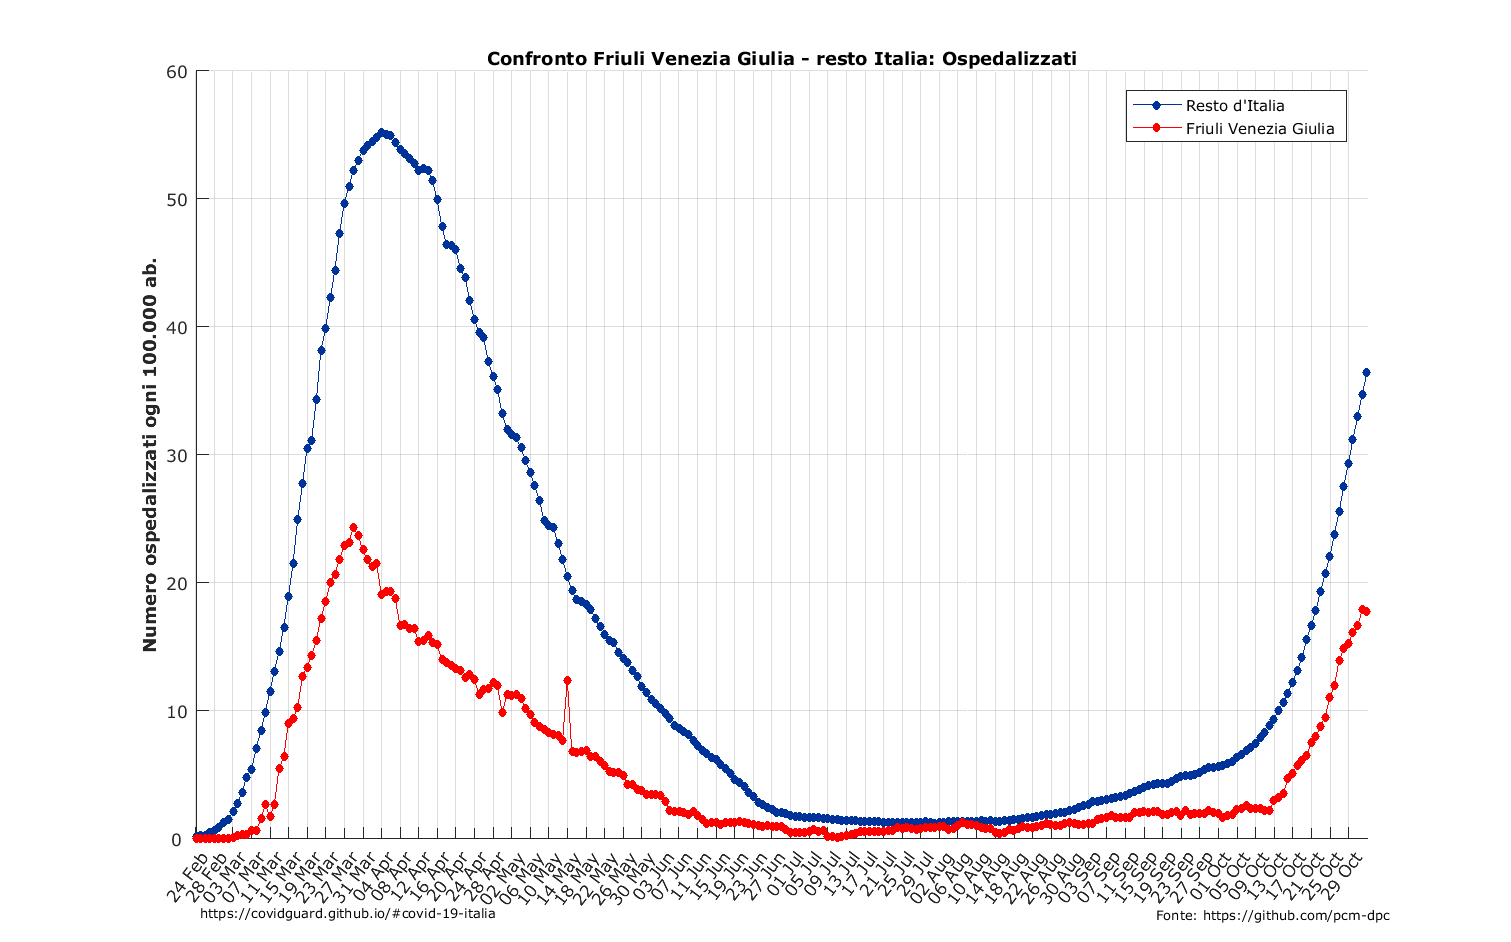 Confronto Friuli Venezia Giulia - resto Italia: Ospedalizzati
Resto d'Italia
Friuli Venezia Giulia
Numero ospedalizzati ogni 100.000 ab.
60
50
40
30
20
10
0
24 Feb
28 Feb
03 Mar
07 Mar
11 Mar
15 Mar
19 Mar
23 Mar
27 Mar
31 Mar
04 Apr
08 Apr
12 Apr
16 Apr
20 Apr
24 Apr
28 Apr
02 May
06 May
10 May
14 May
18 May
22 May
26 May
30 May
03 Jun
07 Jun
11 Jun
15 Jun
19 Jun
23 Jun
27 Jun
01 Jul
05 Jul
09 Jul
13 Jul
17 Jul
21 Jul
25 Jul
29 Jul
02 Aug
06 Aug
10 Aug
14 Aug
18 Aug
22 Aug
26 Aug
30 Aug
03 Sep
07 Sep
11 Sep
15 Sep
19 Sep
23 Sep
27 Sep
01 Oct
05 Oct
09 Oct
13 Oct
17 Oct
21 Oct
25 Oct
29 Oct
https://covidguard.github.io/#covid-19-italia
Fonte: https://github.com/pcm-dpc